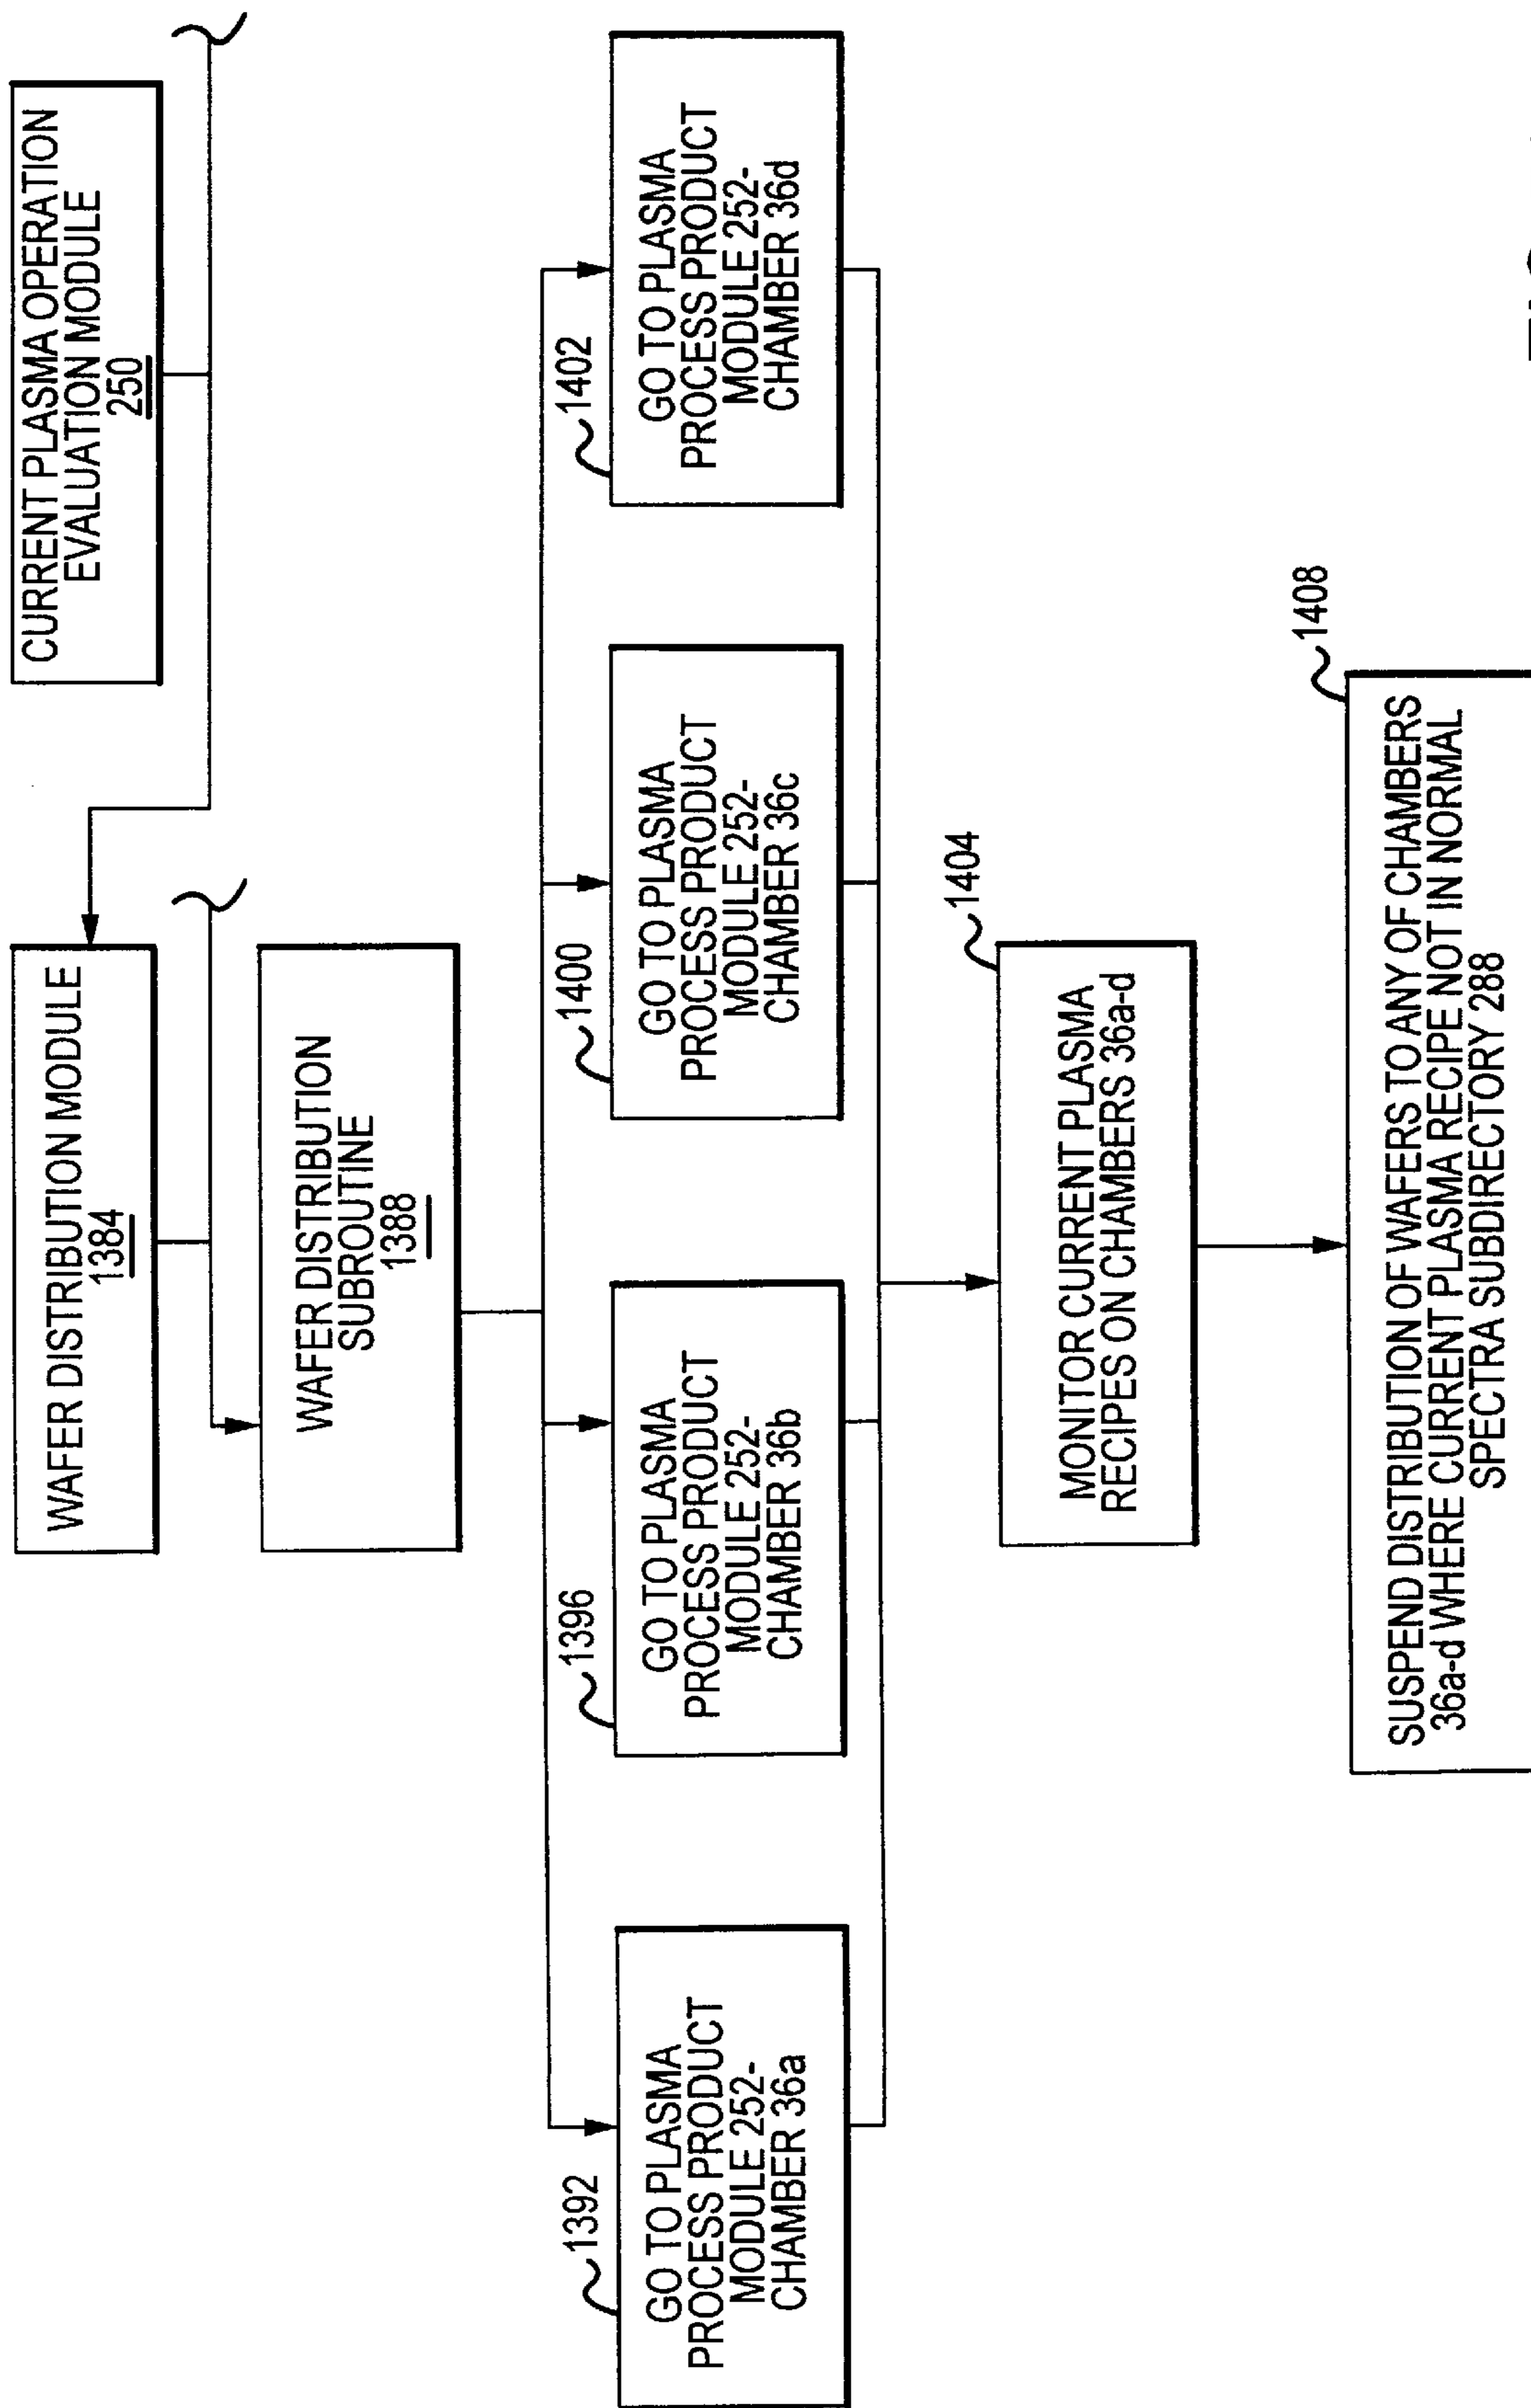 CURRENT PLASMA OPERATION
EVALUATION MODULE
250
WAFER DISTRIBUTION MODULE
1384
WAFER DISTRIBUTION
SUBROUTINE
1388
1392
GO TO PLASMA
PROCESS PRODUCT
MODULE 252-
CHAMBER 36a
1396
GO TO PLASMA
PROCESS PRODUCT
MODULE 252-
CHAMBER 36b
1400
GO TO PLASMA
PROCESS PRODUCT
MODULE 252-
CHAMBER 36c
1402
GO TO PLASMA
PROCESS PRODUCT
MODULE 252-
CHAMBER 36d
1404
MONITOR CURRENT PLASMA
RECIPES ON CHAMBERS 36a-d
1408
SUSPEND DISTRIBUTION OF WAFERS TO ANY OF CHAMBERS
36a-d WHERE CURRENT PLASMA RECIPE NOT IN NORMAL
SPECTRA SUBDIRECTORY 288